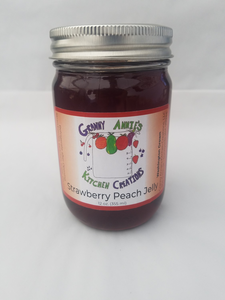 Granny Annie's
Kitchen Creations
Strawberry Peach Jelly